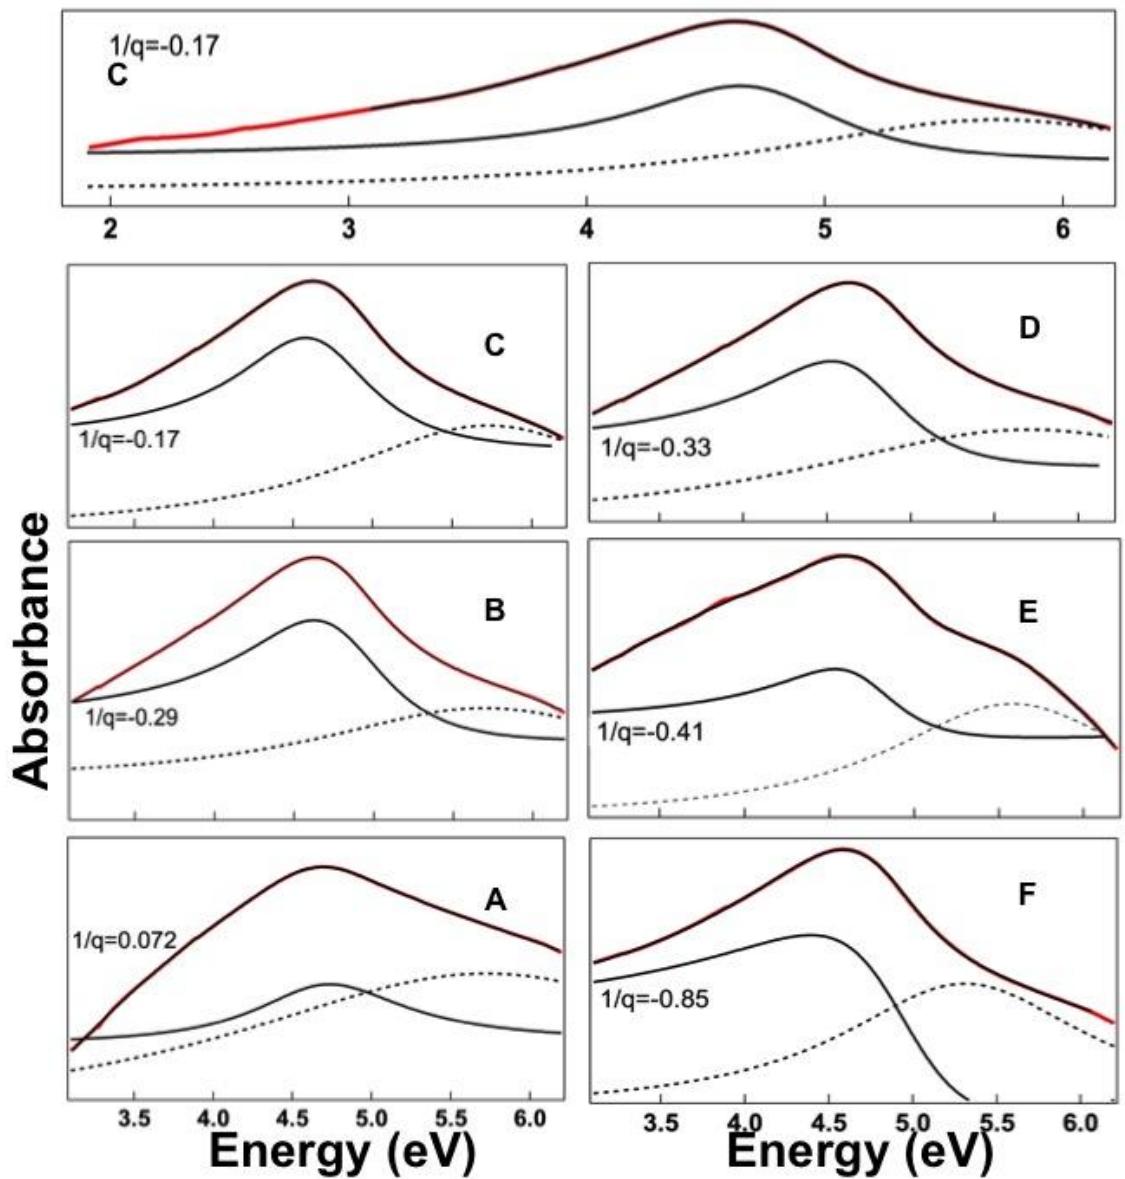 1/q=-0.17
C
2 3 4 5 6
C
1/q=-0.17
D
1/q=-0.33
B
1/q=-0.29
E
1/q=-0.41
A
1/q=0.072
F
1/q=-0.85
Absorbance
3.5 4.0 4.5 5.0 5.5 6.0
3.5 4.0 4.5 5.0 5.5 6.0
Energy (eV)
Energy (eV)